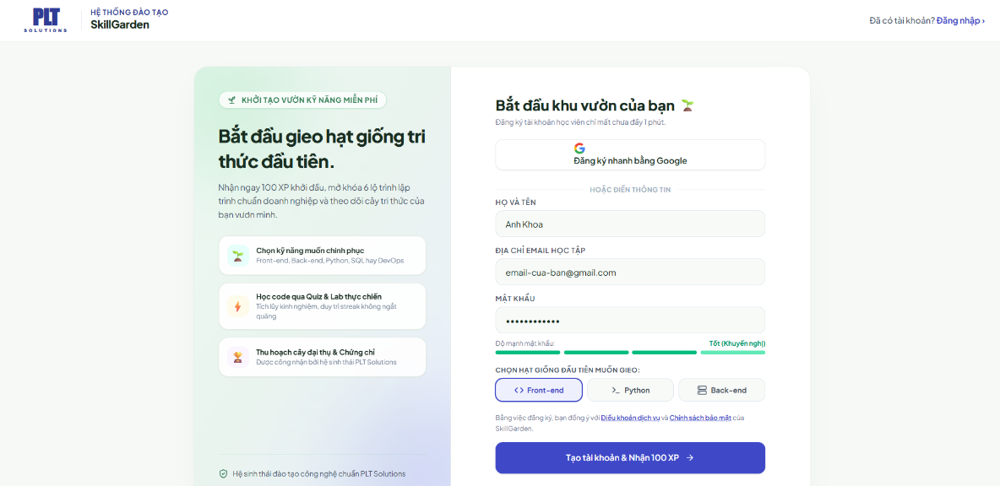 PLT
SOLUTIONS
HỆ THỐNG ĐÀO TẠO
SkillGarden
Đã có tài khoản? Đăng nhập ›
KHỞI TẠO VƯỜN KỸ NĂNG MIỄN PHÍ
Bắt đầu gieo hạt giống tri
thức đầu tiên.
Nhận ngay 100 XP khởi đầu, mở khóa 6 lộ trình lập
trình chuẩn doanh nghiệp và theo dõi cây tri thức của
bạn vươn mình.
Chọn kỹ năng muốn chinh phục
Front-end, Back-end, Python, SQL hay DevOps
Học code qua Quiz & Lab thực chiến
Tích lũy kinh nghiệm, duy trì streak không ngắt
quãng
Thu hoạch cây đại thụ & Chứng chỉ
Được công nhận bởi hệ sinh thái PLT Solutions
Hệ sinh thái đào tạo công nghệ chuẩn PLT Solutions
Bắt đầu khu vườn của bạn
Đăng ký tài khoản học viên chỉ mất chưa đầy 1 phút.
Đăng ký nhanh bằng Google
HOẶC ĐIỀN THÔNG TIN
HỌ VÀ TÊN
Anh Khoa
ĐỊA CHỈ EMAIL HỌC TẬP
email-cua-ban@gmail.com
MẬT KHẨU
••••••••••••
Độ mạnh mật khẩu:
Tốt (Khuyến nghị)
CHỌN HẠT GIỐNG ĐẦU TIÊN MUỐN GIEO:
Front-end
Python
Back-end
Bằng việc đăng ký, bạn đồng ý với Điều khoản dịch vụ và Chính sách bảo mật của
SkillGarden.
Tạo tài khoản & Nhận 100 XP →